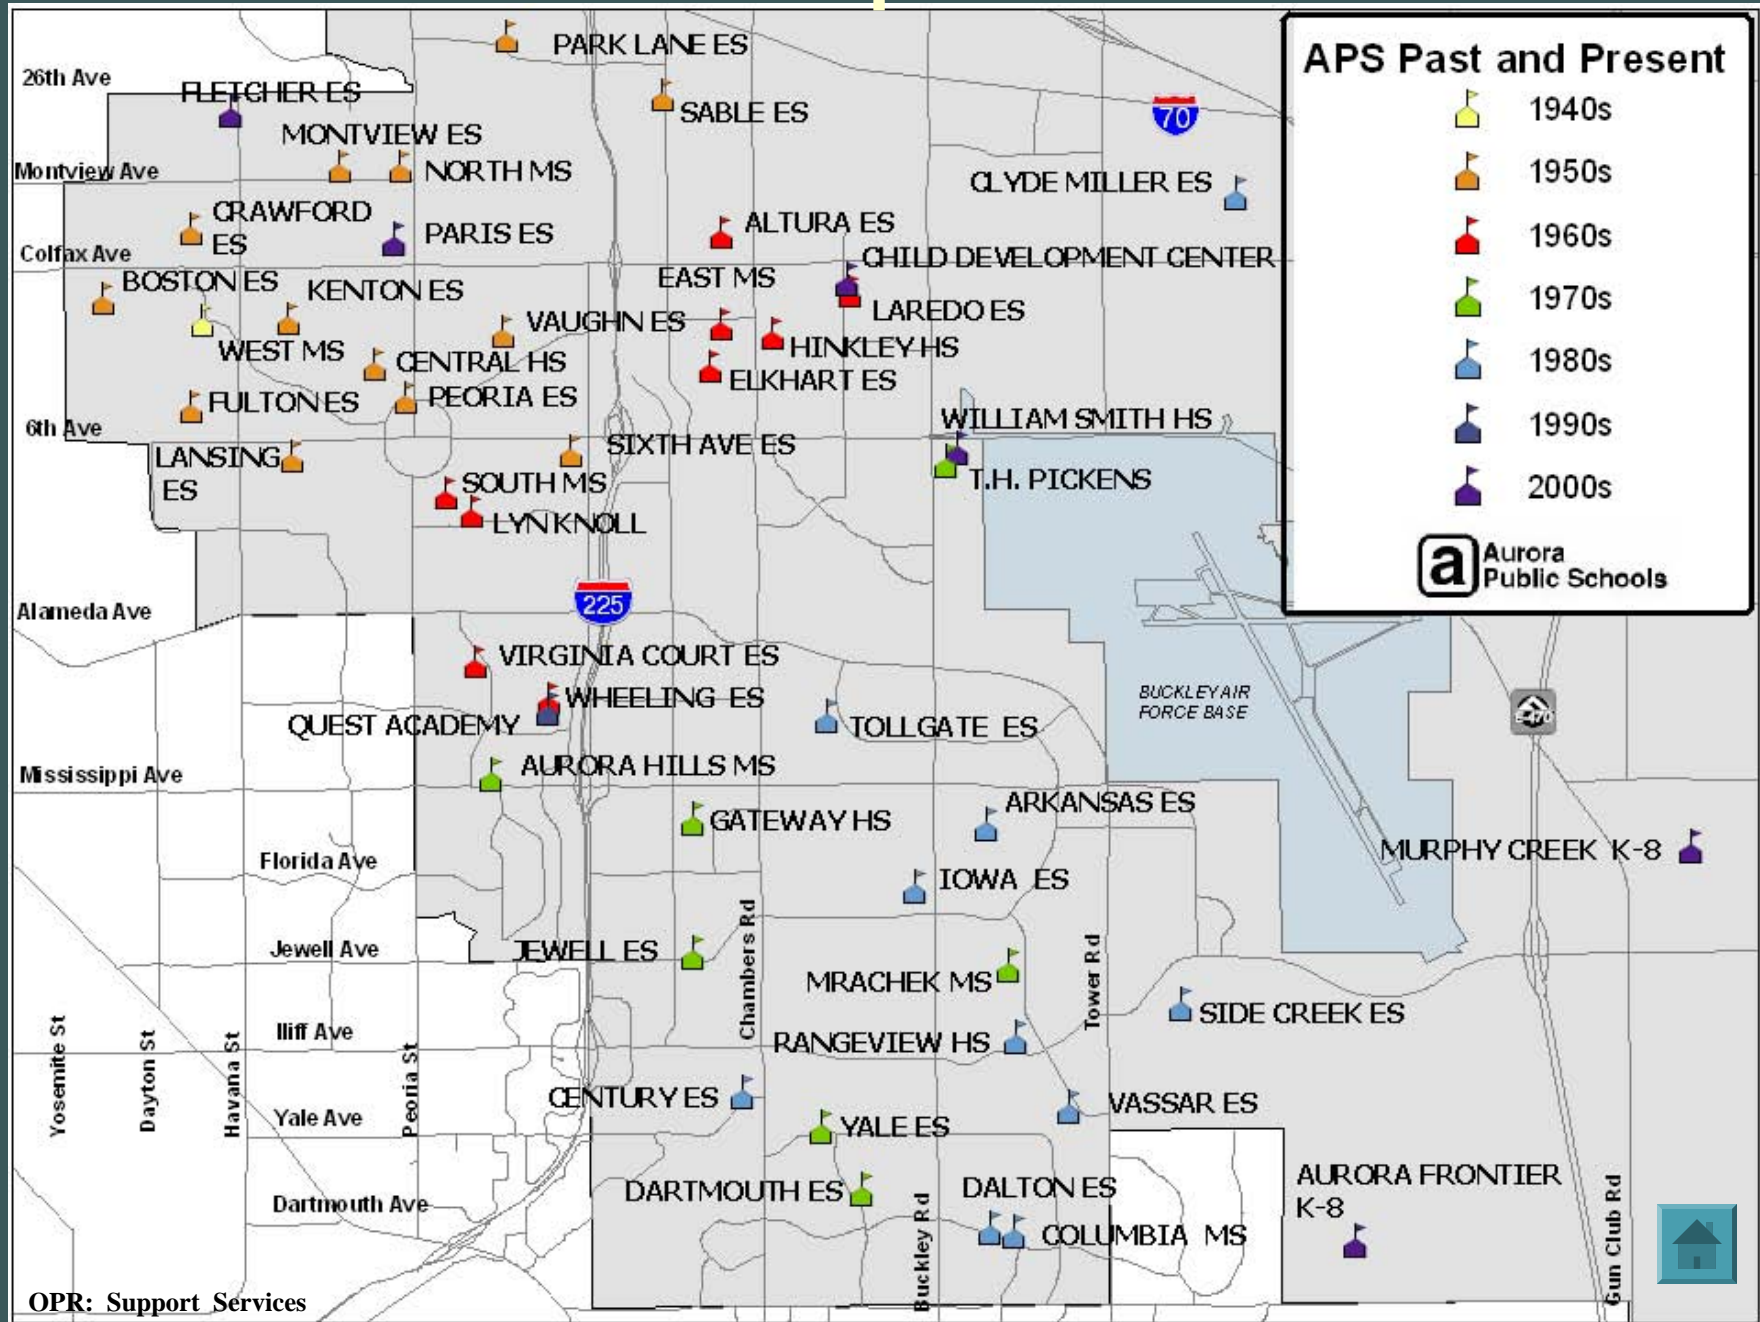 PARK LANE ES
26th Ave
FLETCHER ES
SABLE ES
MONTVIEW ES
NORTH MS
Montview Ave
70
CLYDE MILLER ES
CRAWFORD
ES
PARIS ES
ALTURA ES
Colfax Ave
CHILD DEVELOPMENT CENTER
BOSTON ES
KENTON ES
EAST MS
LAREDO ES
VAUGHN ES
WEST MS
CENTRAL HS
HINKLEY HS
ELKHART ES
FULTON ES
PEORIA ES
6th Ave
WILLIAM SMITH HS
LANSING
ES
SIXTH AVE ES
SOUTH MS
T.H. PICKENS
LYN KNOLL
225
Alameda Ave
VIRGINIA COURT ES
WHEELING ES
QUEST ACADEMY
TOLLGATE ES
BUCKLEY AIR
FORCE BASE
E-470
Mississippi Ave
AURORA HILLS MS
GATEWAY HS
ARKANSAS ES
MURPHY CREEK K-8
Florida Ave
IOWA ES
Jewell Ave
JEWELL ES
Chambers Rd
MRACHEK MS
Tower Rd
SIDE CREEK ES
Yosemite St
Dayton St
Havana St
Peoria St
Iliff Ave
RANGEVIEW HS
CENTURY ES
VASSAR ES
Yale Ave
YALE ES
Dartmouth Ave
DARTMOUTH ES
DALTON ES
COLUMBIA MS
Buckley Rd
AURORA FRONTIER
K-8
Gun Club Rd
OPR: Support Services
APS Past and Present
1940s
1950s
1960s
1970s
1980s
1990s
2000s
a
Aurora
Public Schools